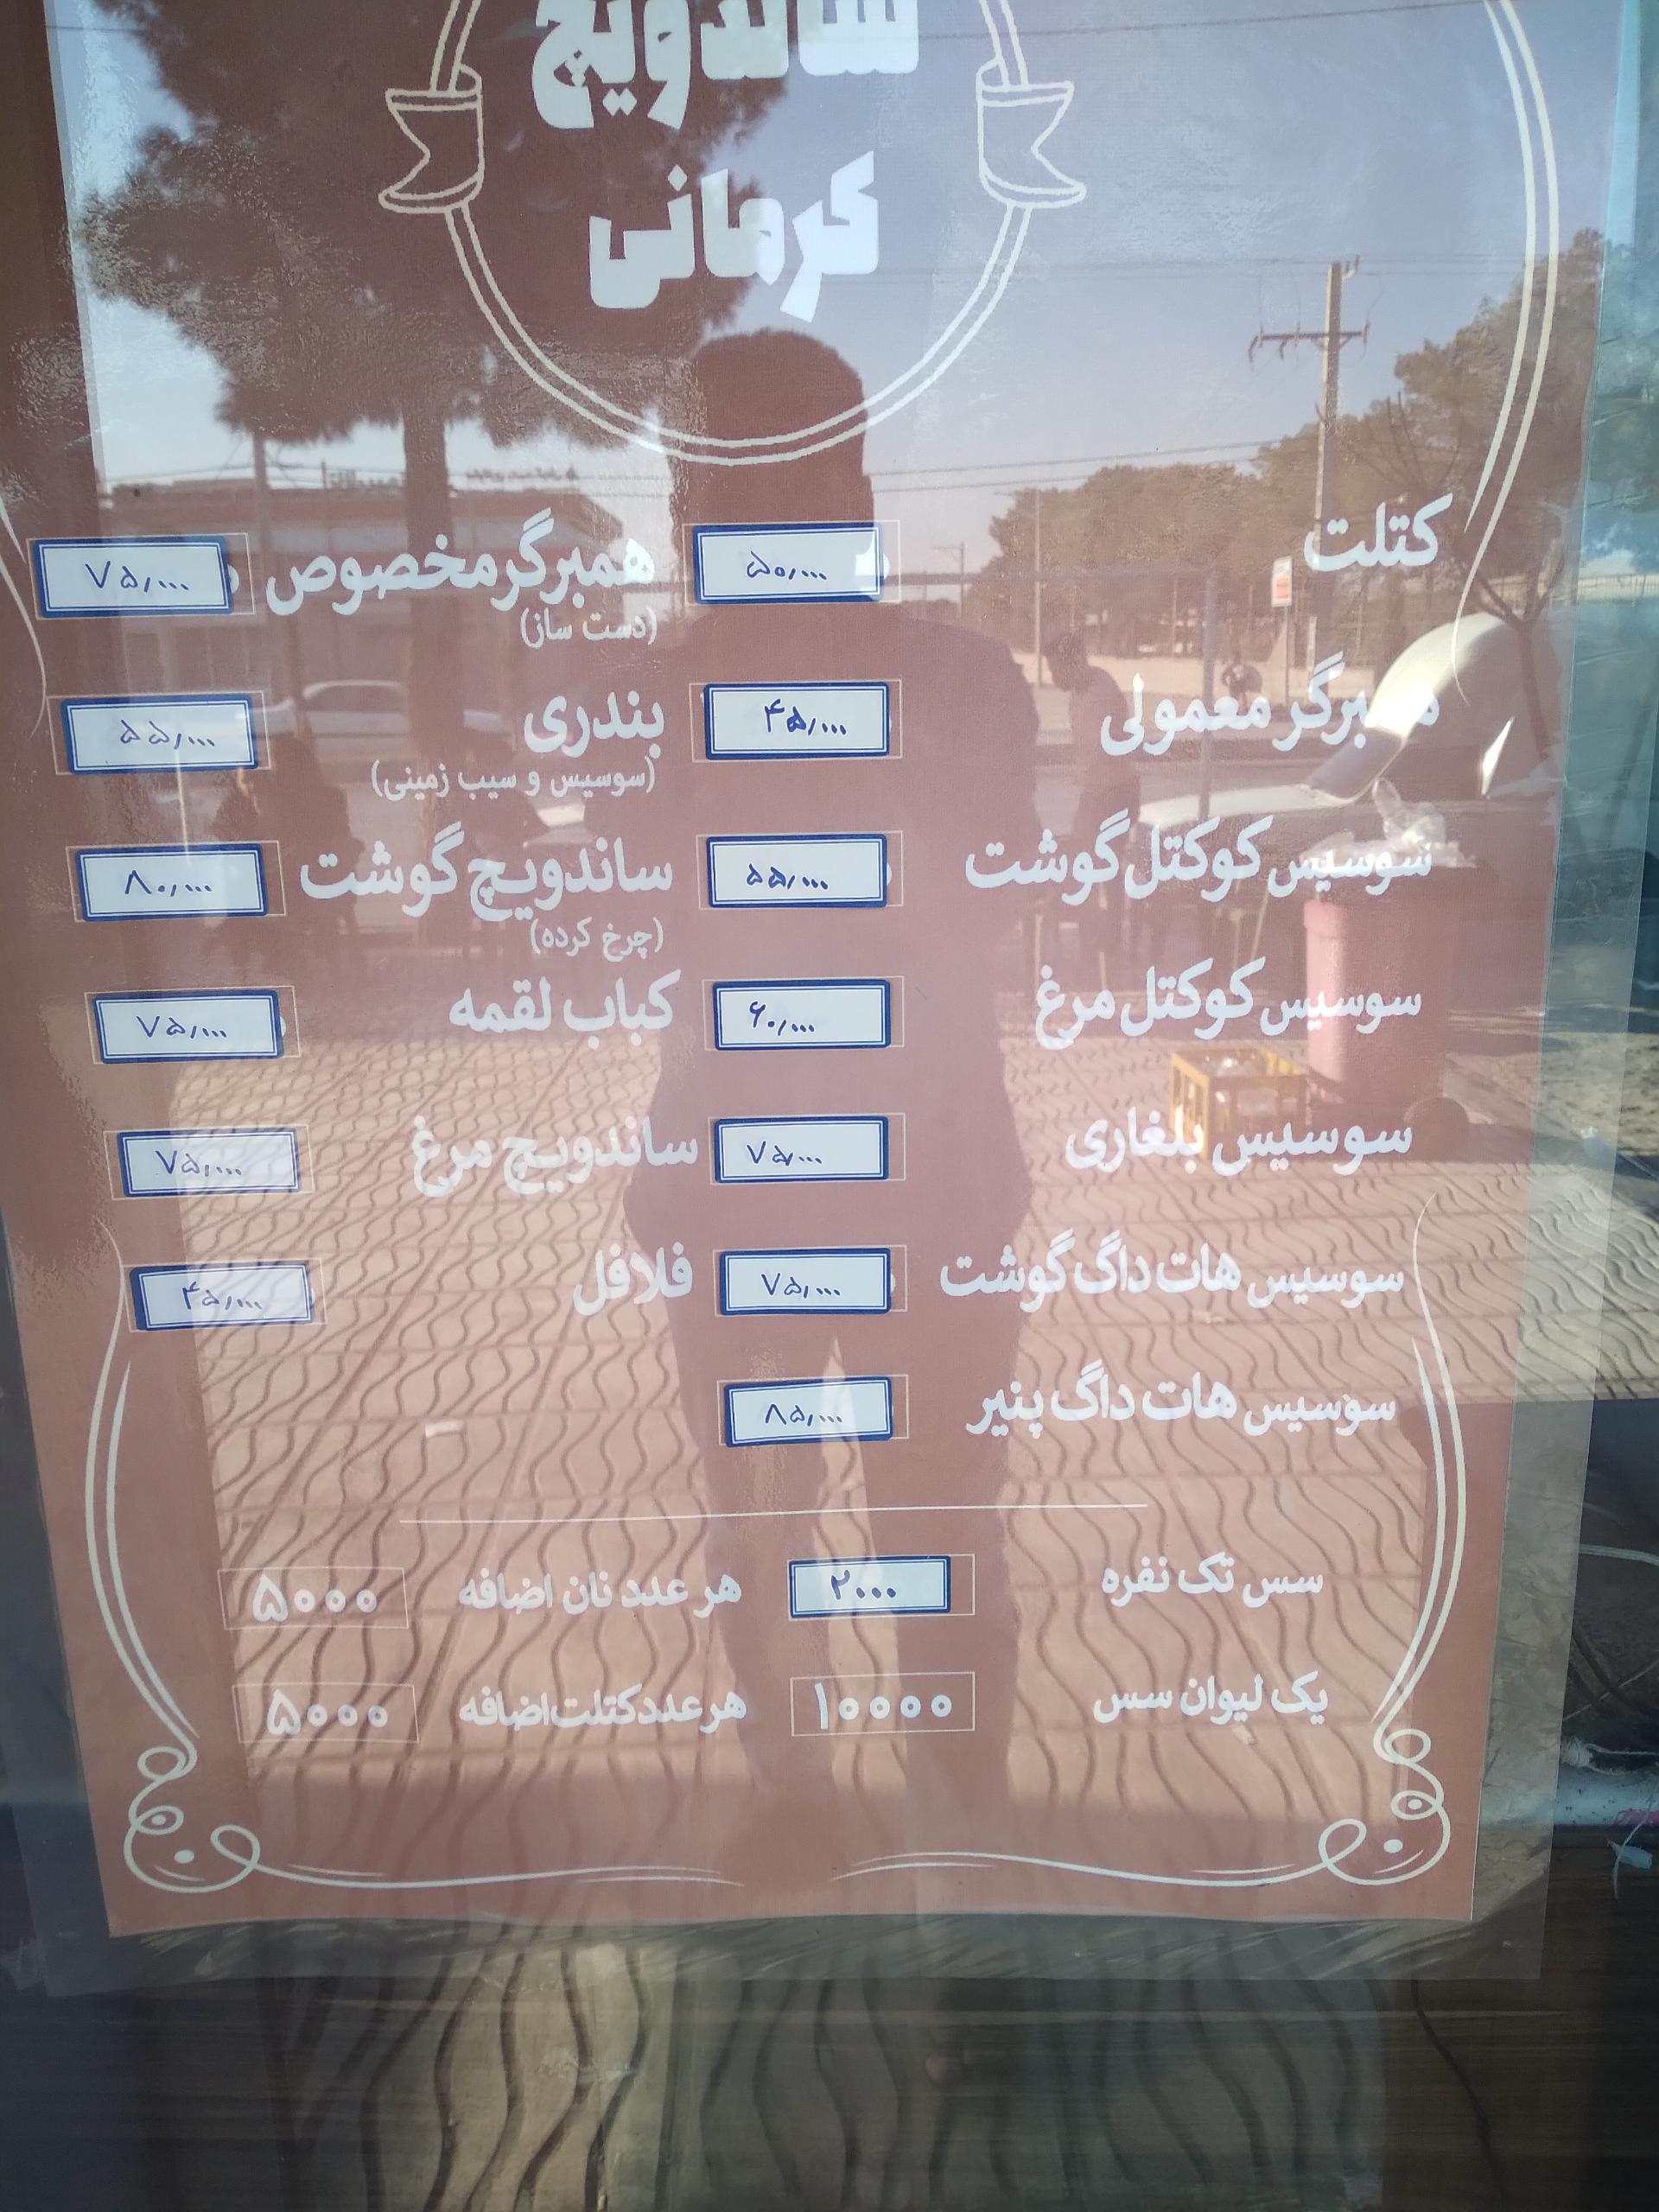 ساندویچ
کرمانی
کتلت ۵۰/۰۰۰
همبرگر معمولی ۴۵/۰۰۰
سوسیس کوکتل گوشت ۵۵/۰۰۰
سوسیس کوکتل مرغ ۶۰/۰۰۰
سوسیس بلغاری ۷۵/۰۰۰
سوسیس هات داگ گوشت ۷۵/۰۰۰
سوسیس هات داگ پنیر ۸۵/۰۰۰
همبرگر مخصوص ۷۵/۰۰۰
(دست ساز)
بندری ۵۵/۰۰۰
(سوسیس و سیب زمینی)
ساندویچ گوشت ۸۰/۰۰۰
(چرخ کرده)
کباب لقمه ۷۵/۰۰۰
ساندویچ مرغ ۷۵/۰۰۰
فلافل ۴۵/۰۰۰
سس تک نفره ۲۰۰۰
هر عدد نان اضافه ۵۰۰۰
یک لیوان سس ۱۰۰۰۰
هر عدد کتلت اضافه ۵۰۰۰